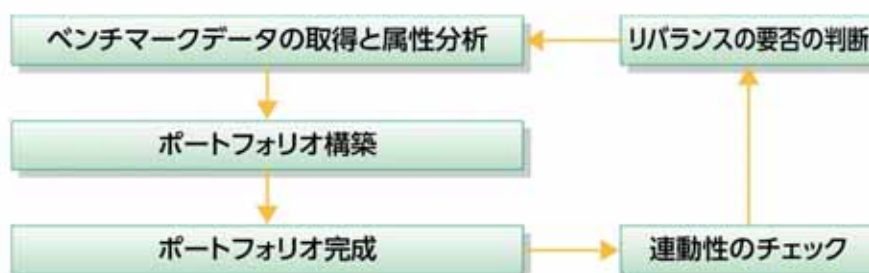 ベンチマークデータの取得と属性分析
リバランスの要否の判断
ポートフォリオ構築
ポートフォリオ完成
連動性のチェック